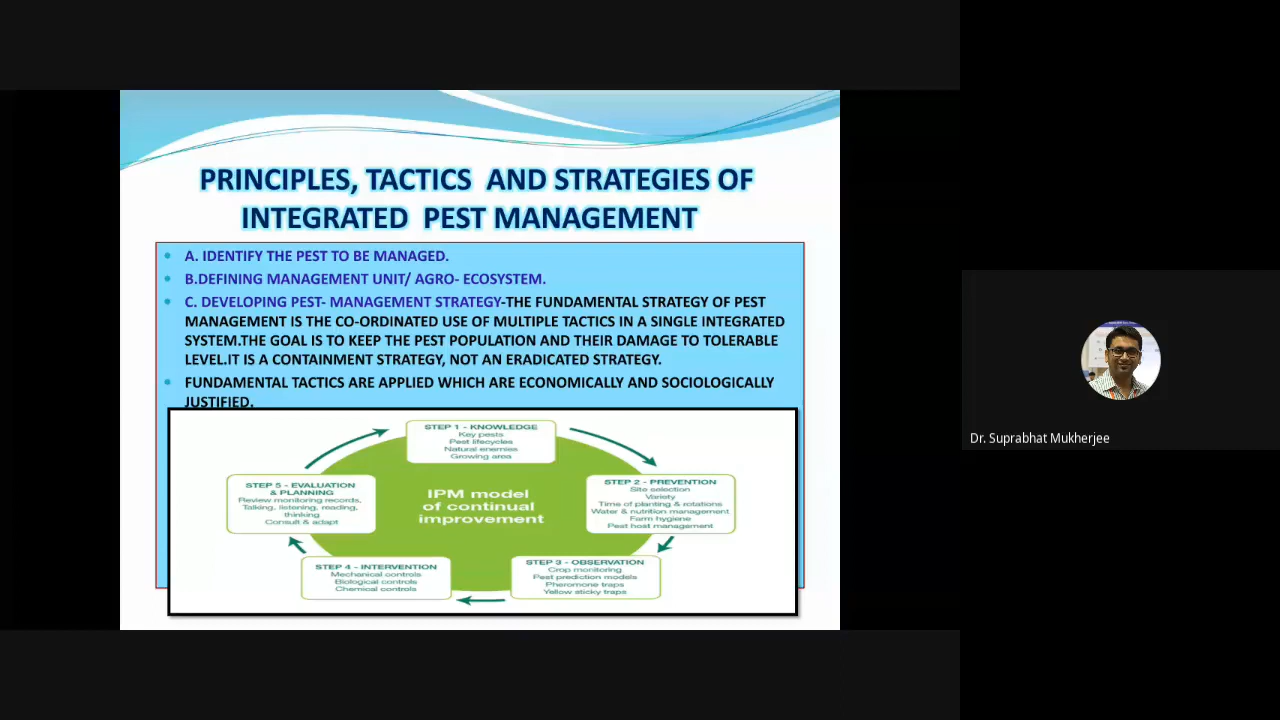 PRINCIPLES, TACTICS AND STRATEGIES OF
INTEGRATED PEST MANAGEMENT
A. IDENTIFY THE PEST TO BE MANAGED.
B.DEFINING MANAGEMENT UNIT/ AGRO- ECOSYSTEM.
C. DEVELOPING PEST- MANAGEMENT STRATEGY-THE FUNDAMENTAL STRATEGY OF PEST
MANAGEMENT IS THE CO-ORDINATED USE OF MULTIPLE TACTICS IN A SINGLE INTEGRATED
SYSTEM.THE GOAL IS TO KEEP THE PEST POPULATION AND THEIR DAMAGE TO TOLERABLE
LEVEL.IT IS A CONTAINMENT STRATEGY, NOT AN ERADICATED STRATEGY.
FUNDAMENTAL TACTICS ARE APPLIED WHICH ARE ECONOMICALLY AND SOCIOLOGICALLY
JUSTIFIED.
STEP 1 - KNOWLEDGE
Key pests
Pest lifecycles
Natural enemies
Growing area
STEP 2 - PREVENTION
Site selection
Variety
Time of planting & rotations
Water & nutrition management
Farm hygiene
Pest host management
STEP 3 - OBSERVATION
Crop monitoring
Pest prediction models
Pheromone traps
Yellow sticky traps
STEP 4 - INTERVENTION
Mechanical controls
Biological controls
Chemical controls
STEP 5 - EVALUATION
& PLANNING
Review monitoring records,
Talking, listening, reading,
thinking
Consult & adapt
IPM model
of continual
improvement
Dr. Suprabhat Mukherjee